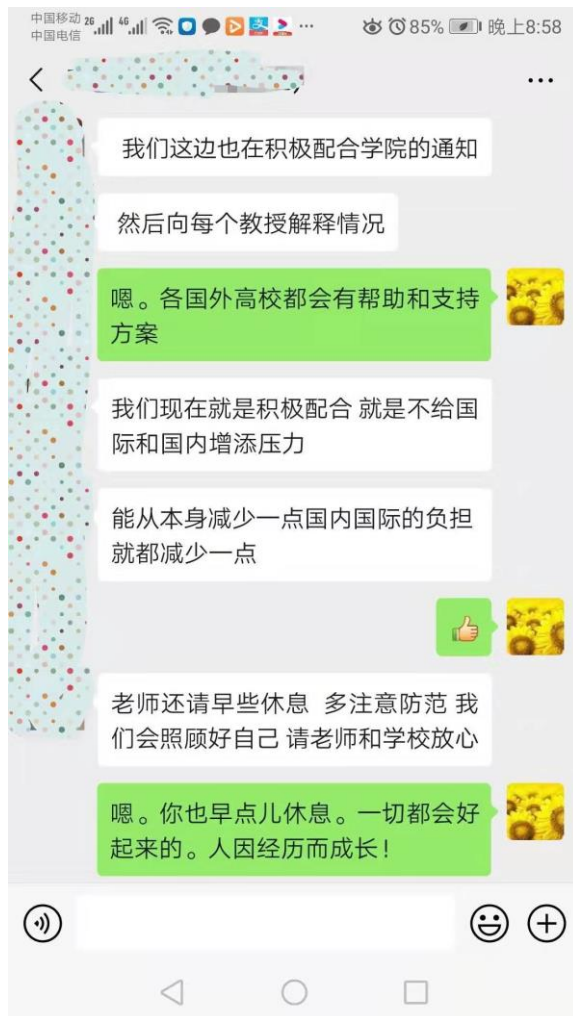 中国移动 2G 4G 85% 晚上8:58
中国电信
我们这边也在积极配合学院的通知
然后向每个教授解释情况
嗯。各国外高校都会有帮助和支持
方案
我们现在就是积极配合 就是不给国
际和国内增添压力
能从本身减少一点国内国际的负担
就都减少一点
老师还请早些休息 多注意防范 我
们会照顾好自己 请老师和学校放心
嗯。你也早点儿休息。一切都会好
起来的。人因经历而成长!